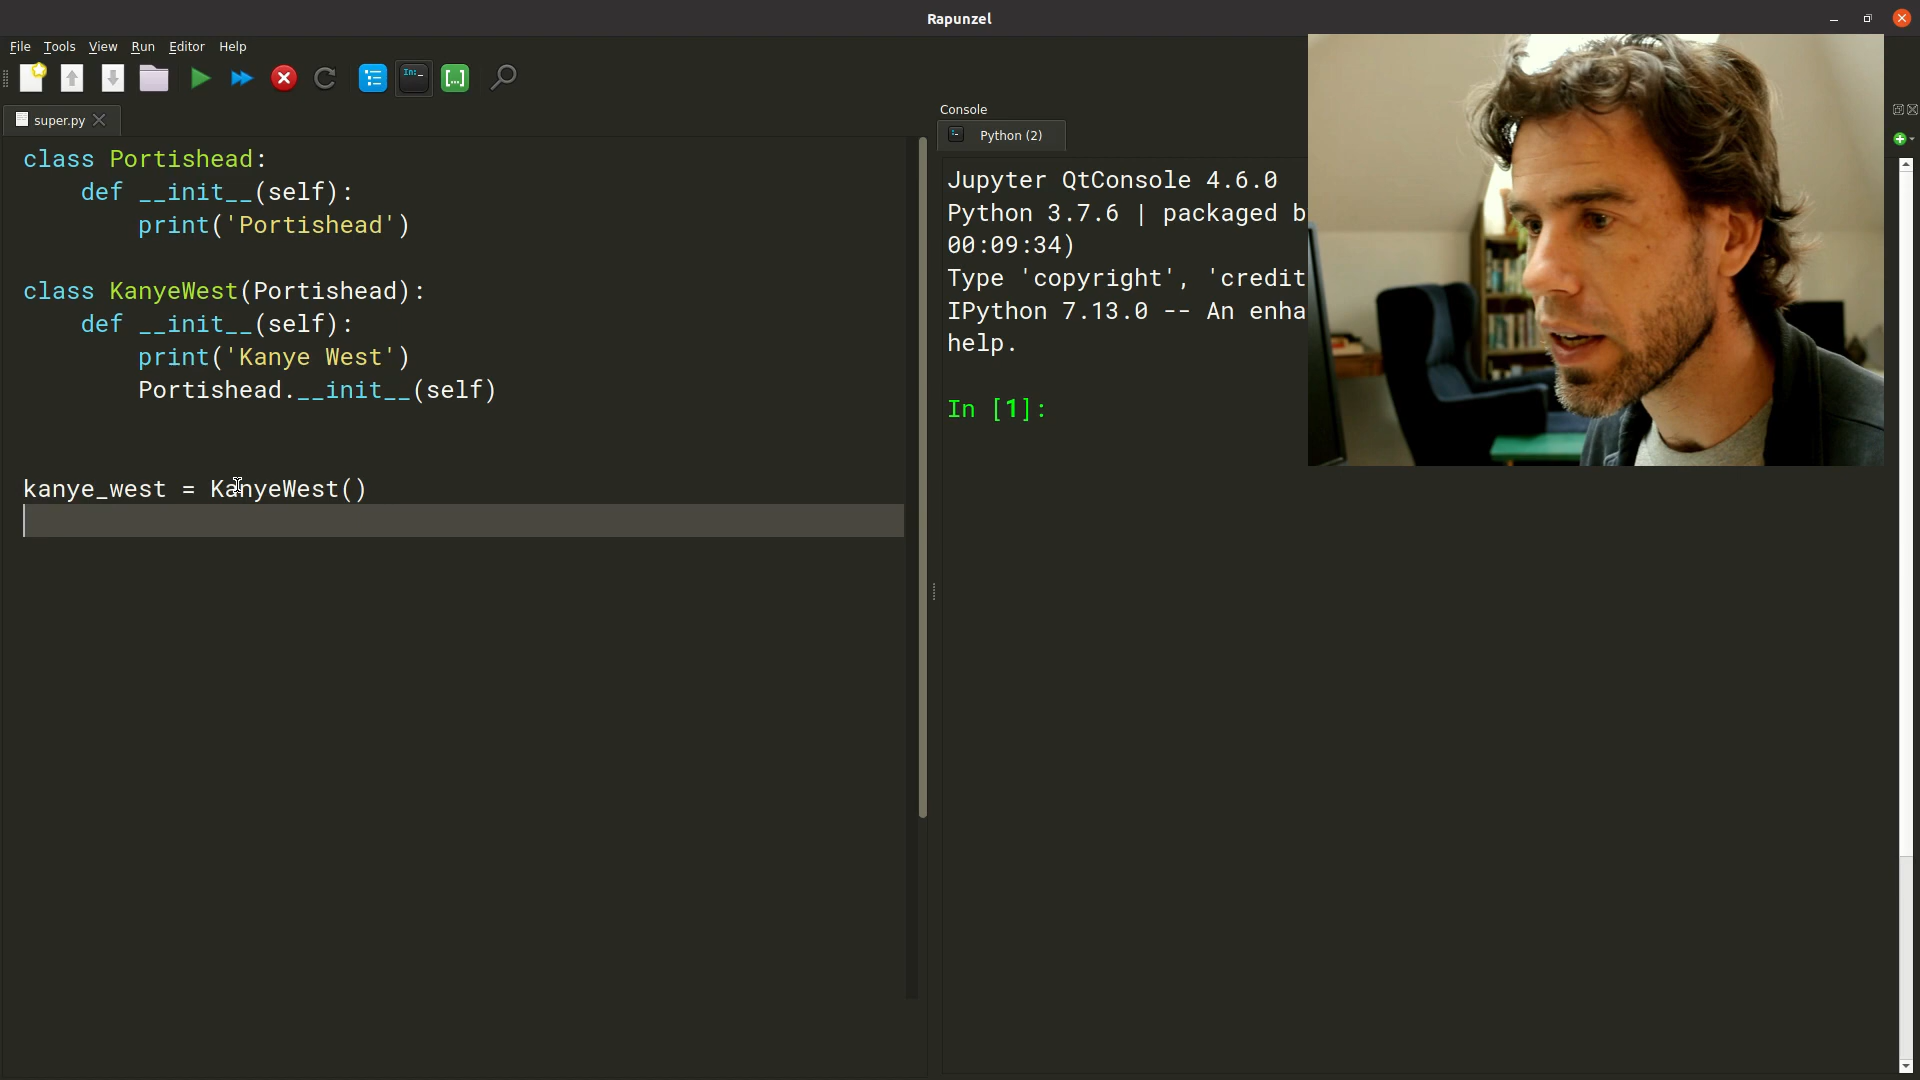 Rapunzel
File Tools View Run Editor Help
In:
[...]
super.py
class Portishead:
def __init__(self):
print('Portishead')
class KanyeWest(Portishead):
def __init__(self):
print('Kanye West')
Portishead.__init__(self)
kanye_west = KanyeWest()
Console
Python (2)
Jupyter QtConsole 4.6.0
Python 3.7.6 | packaged b
00:09:34)
Type 'copyright', 'credit
IPython 7.13.0 -- An enha
help.
In [1]: